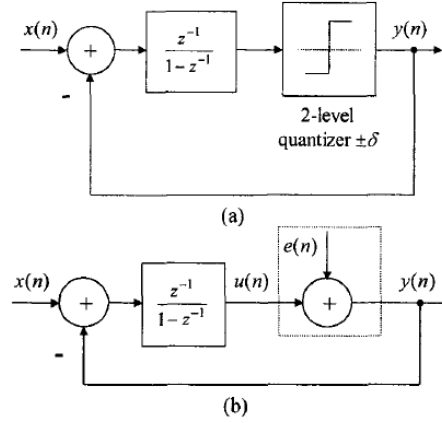 x(n)
+
-
z⁻¹
1 − z⁻¹
y(n)
2-level
quantizer ±δ
(a)
x(n)
+
-
z⁻¹
1 − z⁻¹
u(n)
e(n)
+
y(n)
(b)